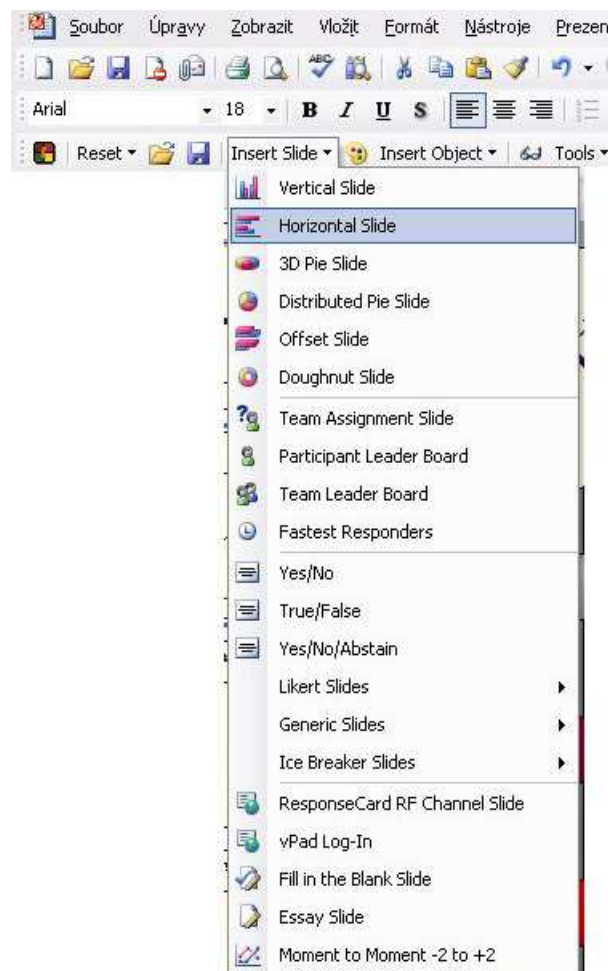 Soubor Úpravy Zobrazit Vložit Formát Nástroje Prezen
ABC
Arial 18 B I U S
Reset Insert Slide Insert Object Tools
Vertical Slide
Horizontal Slide
3D Pie Slide
Distributed Pie Slide
Offset Slide
Doughnut Slide
Team Assignment Slide
Participant Leader Board
Team Leader Board
Fastest Responders
Yes/No
True/False
Yes/No/Abstain
Likert Slides
Generic Slides
Ice Breaker Slides
ResponseCard RF Channel Slide
vPad Log-In
Fill in the Blank Slide
Essay Slide
Moment to Moment -2 to +2